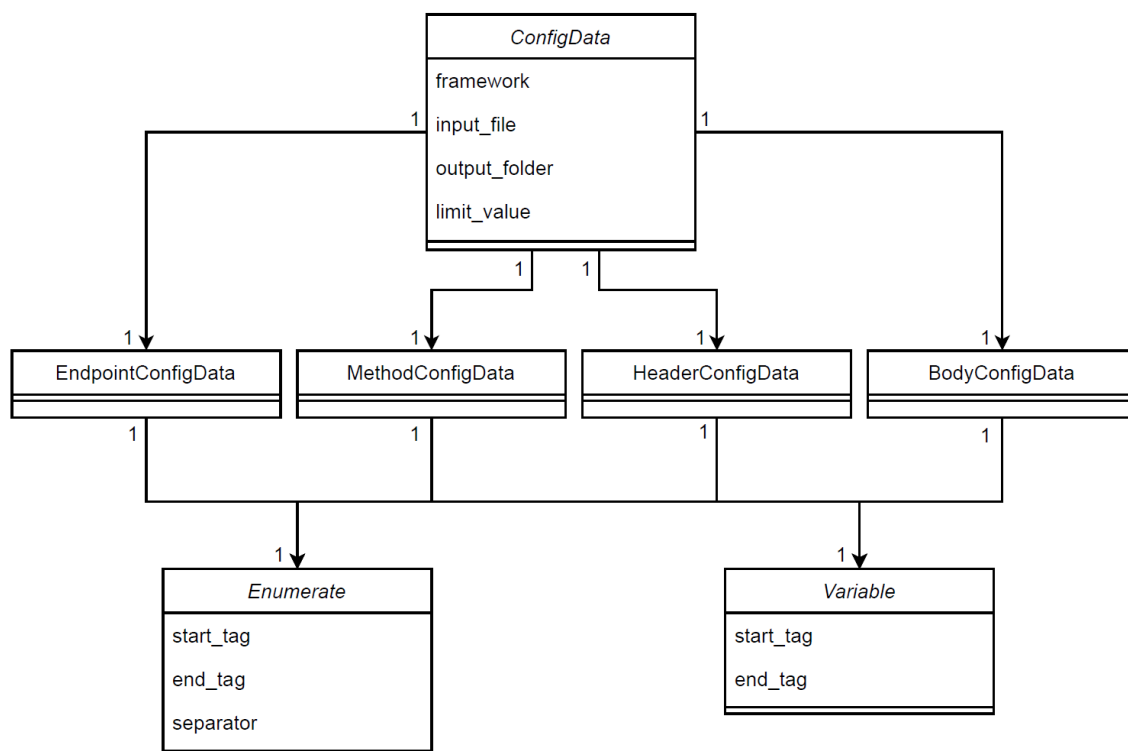 ConfigData
framework
input_file
output_folder
limit_value
1
1
1
1
1
1
1
1
EndpointConfigData
MethodConfigData
HeaderConfigData
BodyConfigData
1
1
1
1
1
1
Enumerate
start_tag
end_tag
separator
Variable
start_tag
end_tag